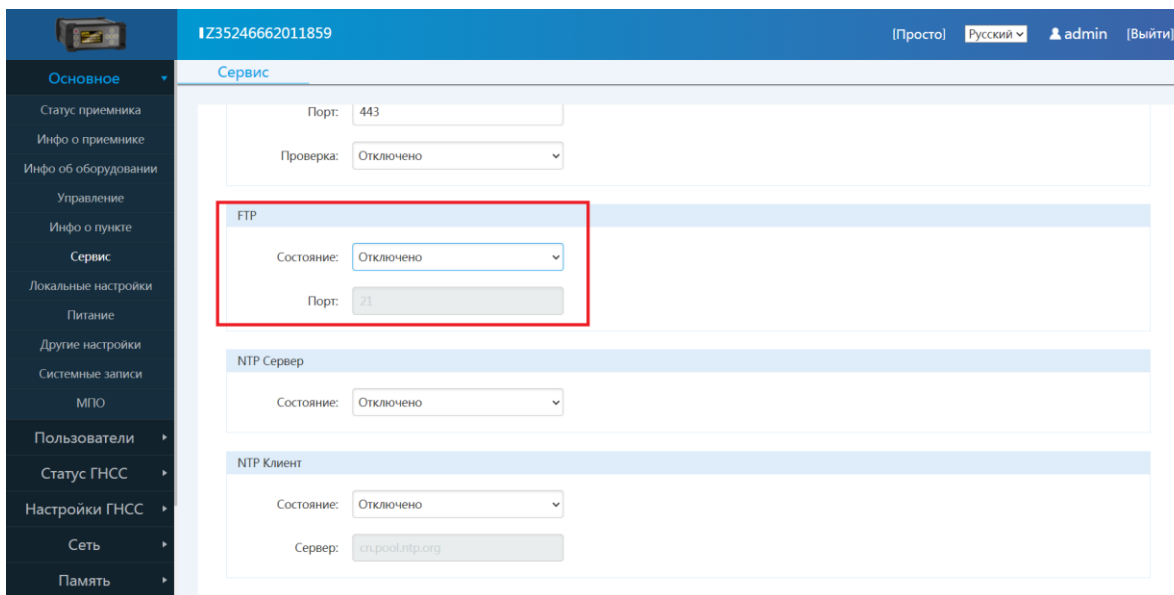 IZ35246662011859
[Просто]
Русский
admin
[Выйти]
Основное
Статус приемника
Инфо о приемнике
Инфо об оборудовании
Управление
Инфо о пункте
Сервис
Локальные настройки
Питание
Другие настройки
Системные записи
МПО
Пользователи
Статус ГНСС
Настройки ГНСС
Сеть
Память
Сервис
Порт: 443
Проверка: Отключено
FTP
Состояние: Отключено
Порт: 21
NTP Сервер
Состояние: Отключено
NTP Клиент
Состояние: Отключено
Сервер: cn.pool.ntp.org